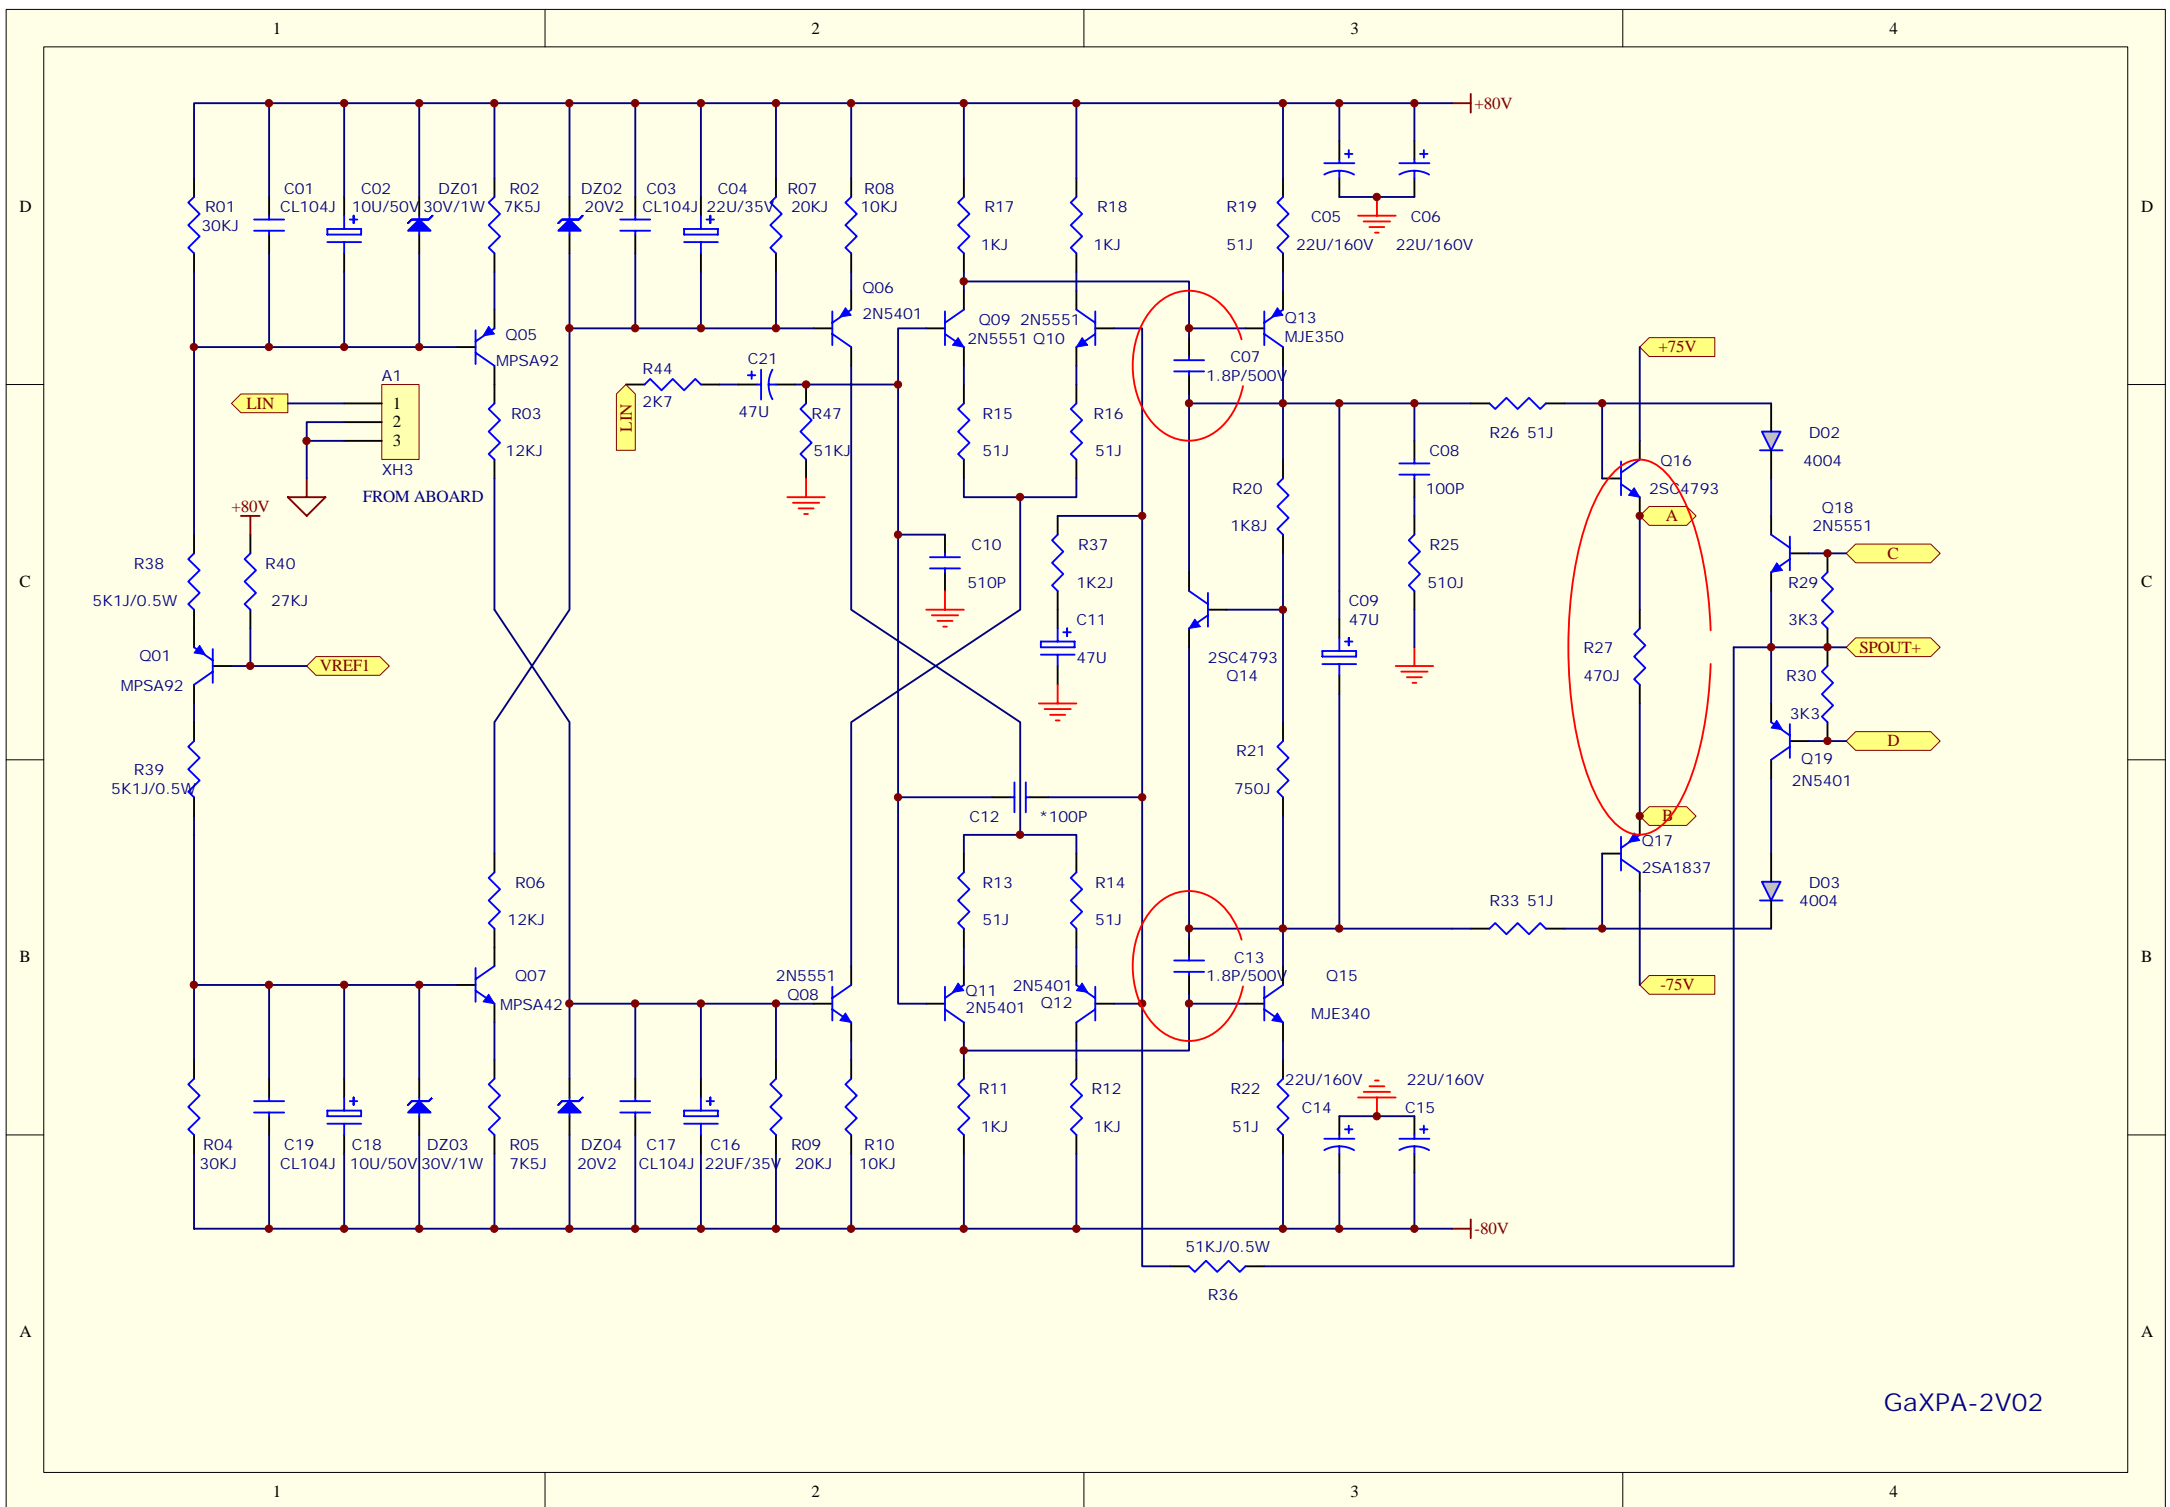 1 2 3 4
+80V
D D
C01 C02 DZ01 R02 DZ02 C03 C04 R07 R08
R01 CL104J 10U/50V 30V/1W 7K5J 20V2 CL104J 22U/35V 20KJ 10KJ
30KJ
R17 R18 R19 C05 C06
1KJ 1KJ 51J 22U/160V 22U/160V
Q06
2N5401
Q05
MPSA92
Q09 2N5551
2N5551 Q10
Q13
MJE350
C07
1.8P/500V
+75V
A1
LIN 1
2
3
XH3
FROM ABOARD
R03
12KJ
R44 C21
2K7 47U
LIN
R47
51KJ
R15 R16
51J 51J
R26 51J
D02
4004
C08
100P
Q16
2SC4793
A
R20
1K8J
Q18
2N5551
+80V
C C
R38 R40
5K1J/0.5W 27KJ
C10 R37
510P 1K2J
R25
510J
C
R29
3K3
C09
47U
C11
47U
Q01
MPSA92
VREF1
2SC4793
Q14
R27
470J
SPOUT+
R30
3K3
D
R39
5K1J/0.5W
R21
750J
Q19
2N5401
C12 *100P
B
Q17
2SA1837
R06
12KJ
R13 R14
51J 51J
R33 51J
D03
4004
B B
Q07
MPSA42
2N5551
Q08
Q11
2N5401
2N5401
Q12
C13
1.8P/500V
Q15
MJE340
-75V
R11 R12 R22 22U/160V 22U/160V
1KJ 1KJ 51J C14 C15
R04 C19 C18 DZ03 R05 DZ04 C17 C16 R09 R10
30KJ CL104J 10U/50V 30V/1W 7K5J 20V2 CL104J 22UF/35V 20KJ 10KJ
-80V
51KJ/0.5W
R36
A A
GaXPA-2V02
1 2 3 4